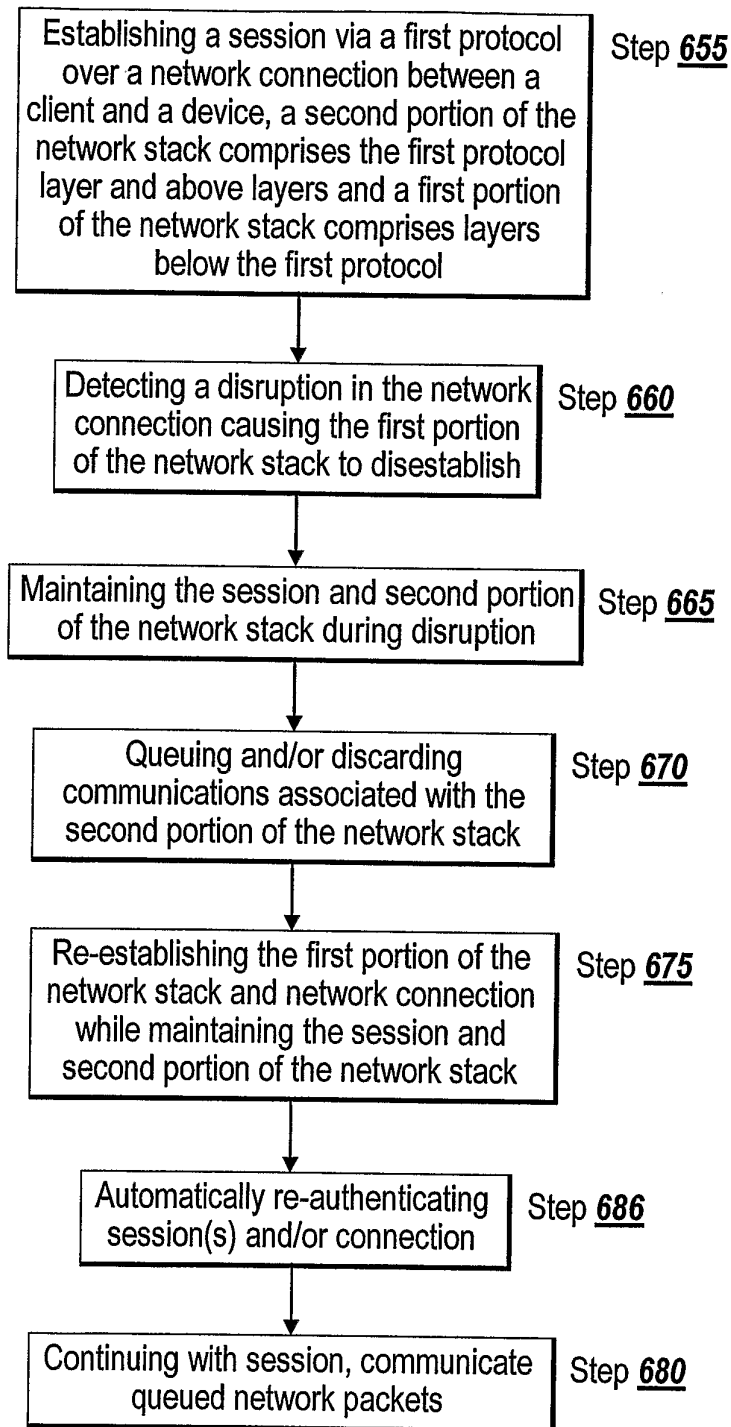 Establishing a session via a first protocol
over a network connection between a
client and a device, a second portion of the
network stack comprises the first protocol
layer and above layers and a first portion
of the network stack comprises layers
below the first protocol
Step 655
Detecting a disruption in the network
connection causing the first portion
of the network stack to disestablish
Step 660
Maintaining the session and second portion
of the network stack during disruption
Step 665
Queuing and/or discarding
communications associated with the
second portion of the network stack
Step 670
Re-establishing the first portion of the
network stack and network connection
while maintaining the session and
second portion of the network stack
Step 675
Automatically re-authenticating
session(s) and/or connection
Step 686
Continuing with session, communicate
queued network packets
Step 680